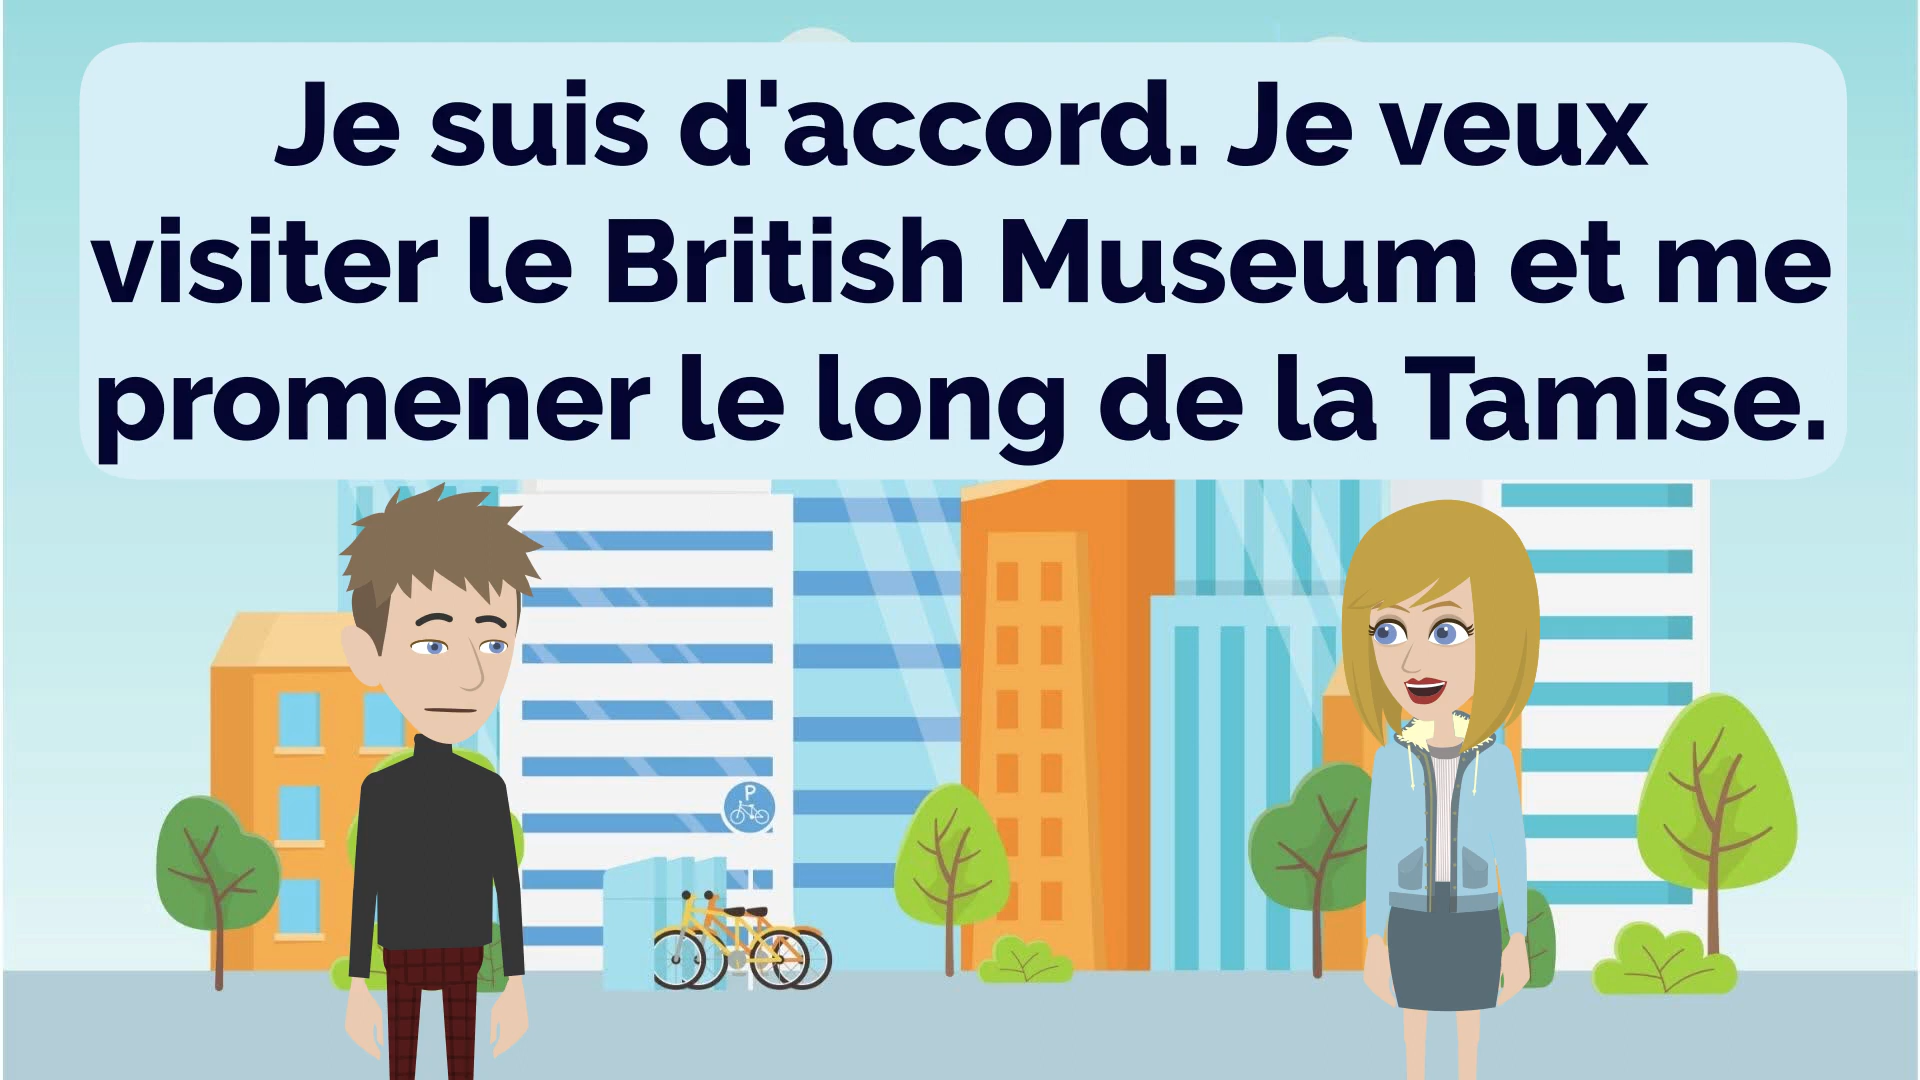 Je suis d'accord. Je veux
visiter le British Museum et me
promener le long de la Tamise.
P